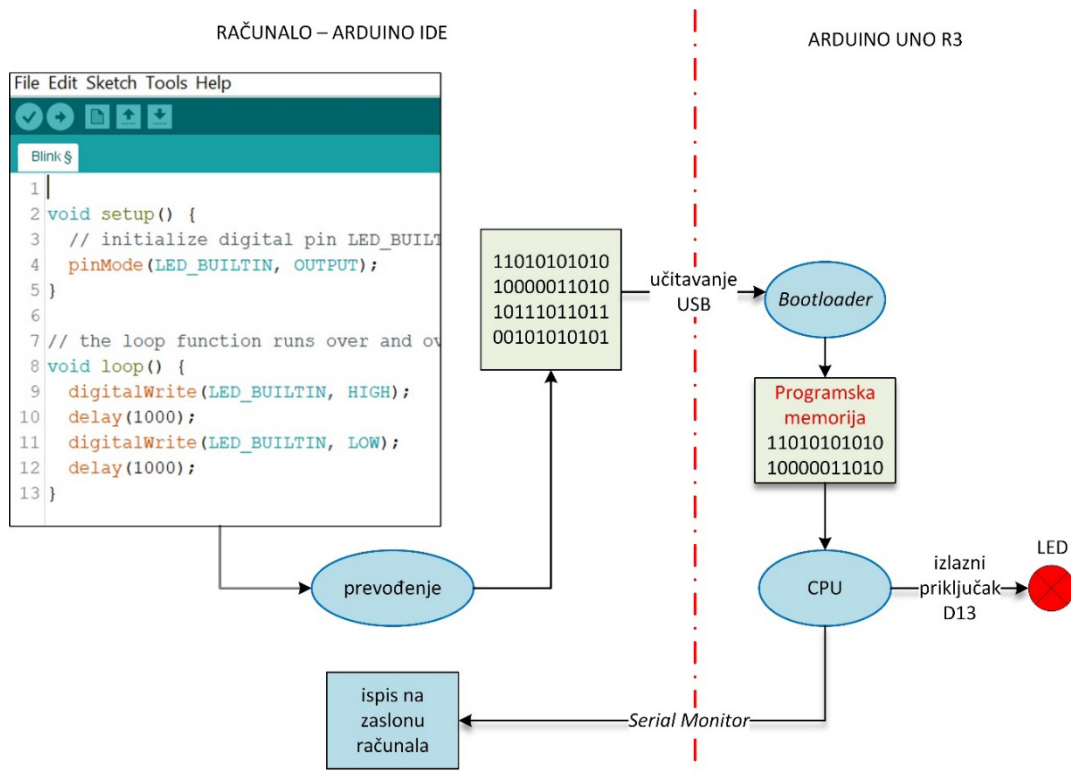 RAČUNALO – ARDUINO IDE
ARDUINO UNO R3
File Edit Sketch Tools Help
Blink §
1
2 void setup() {
3 // initialize digital pin LED_BUILT
4 pinMode(LED_BUILTIN, OUTPUT);
5 }
6
7 // the loop function runs over and ov
8 void loop() {
9 digitalWrite(LED_BUILTIN, HIGH);
10 delay(1000);
11 digitalWrite(LED_BUILTIN, LOW);
12 delay(1000);
13 }
11010101010
10000011010
10111011011
00101010101
učitavanje
USB
Bootloader
Programska
memorija
11010101010
10000011010
prevođenje
CPU
izlazni
priključak
D13
LED
ispis na
zaslonu
računala
Serial Monitor